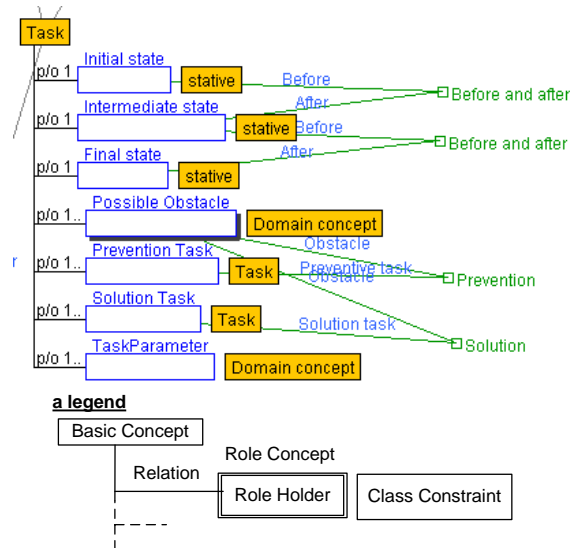 Task
Initial state
p/o 1
stative
Before
Before and after
After
Intermediate state
p/o 1
stative
Before
Before and after
After
Final state
p/o 1
stative
Possible Obstacle
p/o 1..
Domain concept
Obstacle
Prevention Task
p/o 1..
Task
Preventive task
Obstacle
Prevention
r
Solution Task
p/o 1..
Task
Solution task
Solution
TaskParameter
p/o 1..
Domain concept
a legend
Basic Concept
Role Concept
Relation
Role Holder
Class Constraint